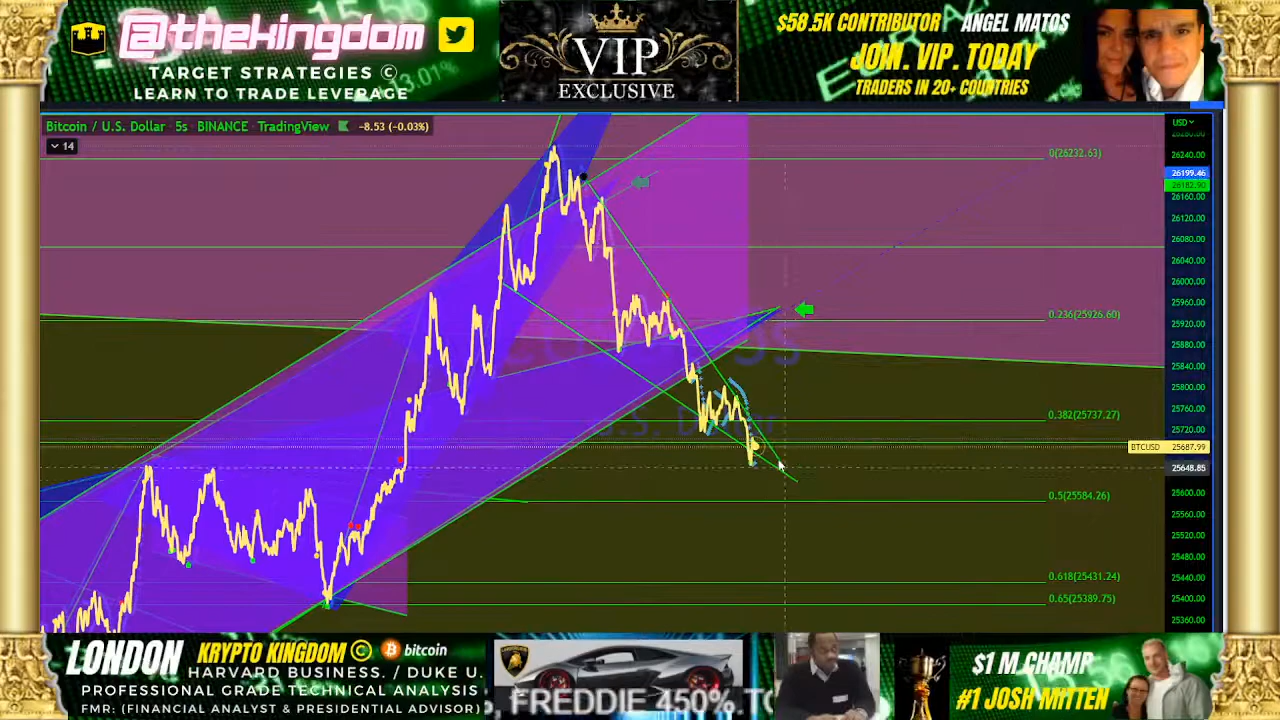 @thekingdom
TARGET STRATEGIES ©
LEARN TO TRADE LEVERAGE
VIP
EXCLUSIVE
$58.5K CONTRIBUTOR ANGEL MATOS
JOIN. VIP. TODAY
TRADERS IN 20+ COUNTRIES
Bitcoin / U.S. Dollar · 5s · BINANCE · TradingView −8.53 (−0.03%)
14
USD
26240.00
26199.46
26182.90
26160.00
26120.00
26080.00
26040.00
26000.00
25960.00
25920.00
25880.00
25840.00
25800.00
25760.00
25720.00
BTCUSD 25687.99
25648.85
25600.00
25560.00
25520.00
25480.00
25440.00
25400.00
25360.00
0(26232.63)
0.236(25926.60)
0.382(25737.27)
0.5(25584.26)
0.618(25431.24)
0.65(25389.75)
LONDON KRYPTO KINGDOM © bitcoin
HARVARD BUSINESS. / DUKE U.
PROFESSIONAL GRADE TECHNICAL ANALYSIS
FMR: (FINANCIAL ANALYST & PRESIDENTIAL ADVISOR)
FREDDIE 450%
$1 M CHAMP
#1 JOSH MITTEN